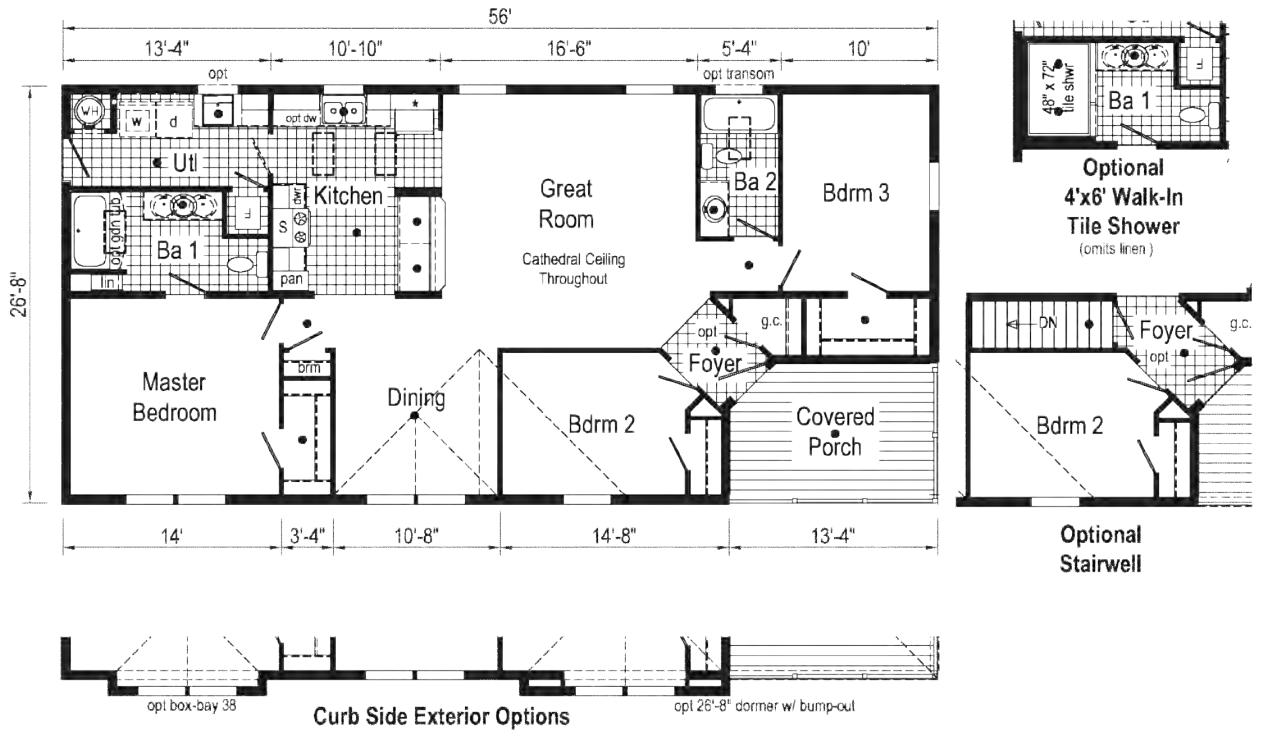 56'
13'-4" 10'-10" 16'-6" 5'-4" 10'
opt
opt transom
WH
w d
opt dw
*
Utl
Kitchen
dwr
S
pan
LF
Ba 1
opt gdn tub
lin
Great
Room
Cathedral Ceiling
Throughout
L
Ba 2
Bdrm 3
26'-8"
Master
Bedroom
brm
Dining
Bdrm 2
opt
Foyer
g.c.
Covered
Porch
14' 3'-4" 10'-8" 14'-8" 13'-4"
48" x 72"
tile shwr
Ba 1
LF
Optional
4'x6' Walk-In
Tile Shower
(omits linen )
DN
Foyer
opt
g.c.
Bdrm 2
Optional
Stairwell
opt box-bay 38
Curb Side Exterior Options
opt 26'-8" dormer w/ bump-out